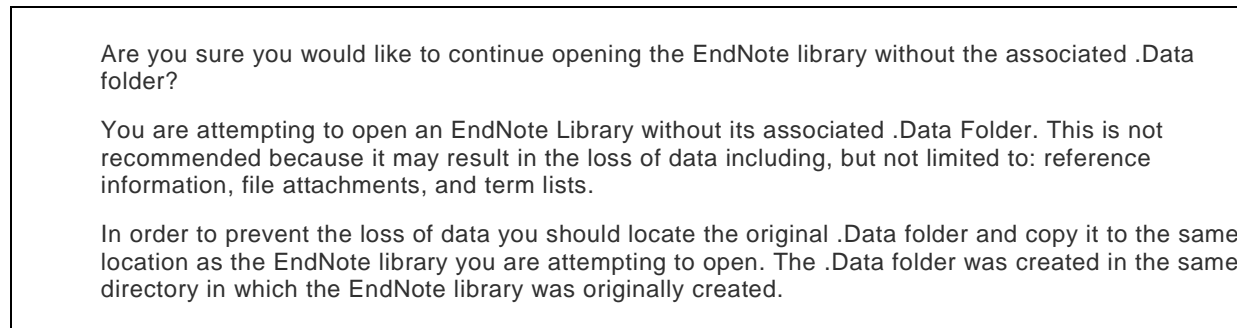 Are you sure you would like to continue opening the EndNote library without the associated .Data
folder?
You are attempting to open an EndNote Library without its associated .Data Folder. This is not
recommended because it may result in the loss of data including, but not limited to: reference
information, file attachments, and term lists.
In order to prevent the loss of data you should locate the original .Data folder and copy it to the same
location as the EndNote library you are attempting to open. The .Data folder was created in the same
directory in which the EndNote library was originally created.